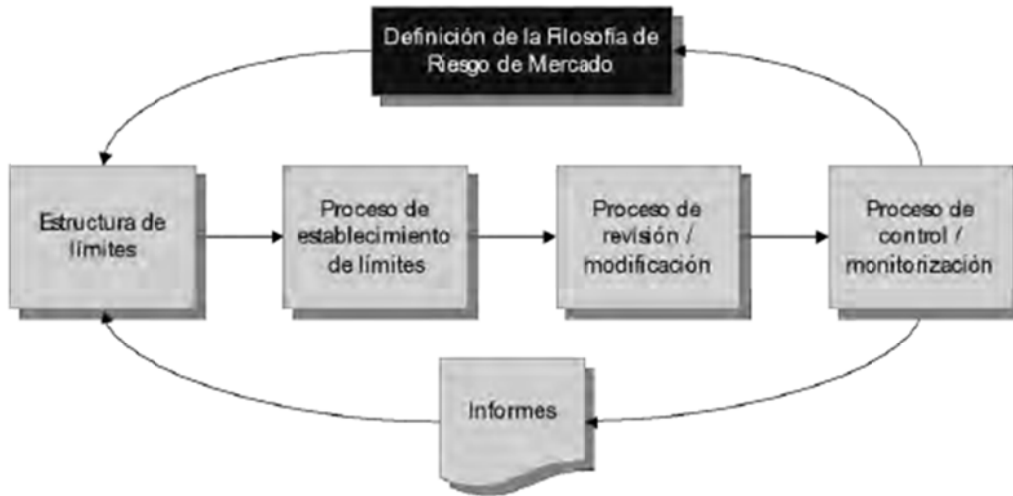 Definición de la Filosofía de
Riesgo de Mercado
Estructura de
límites
Proceso de
establecimiento
de límites
Proceso de
revisión /
modificación
Proceso de
control /
monitorización
Informes